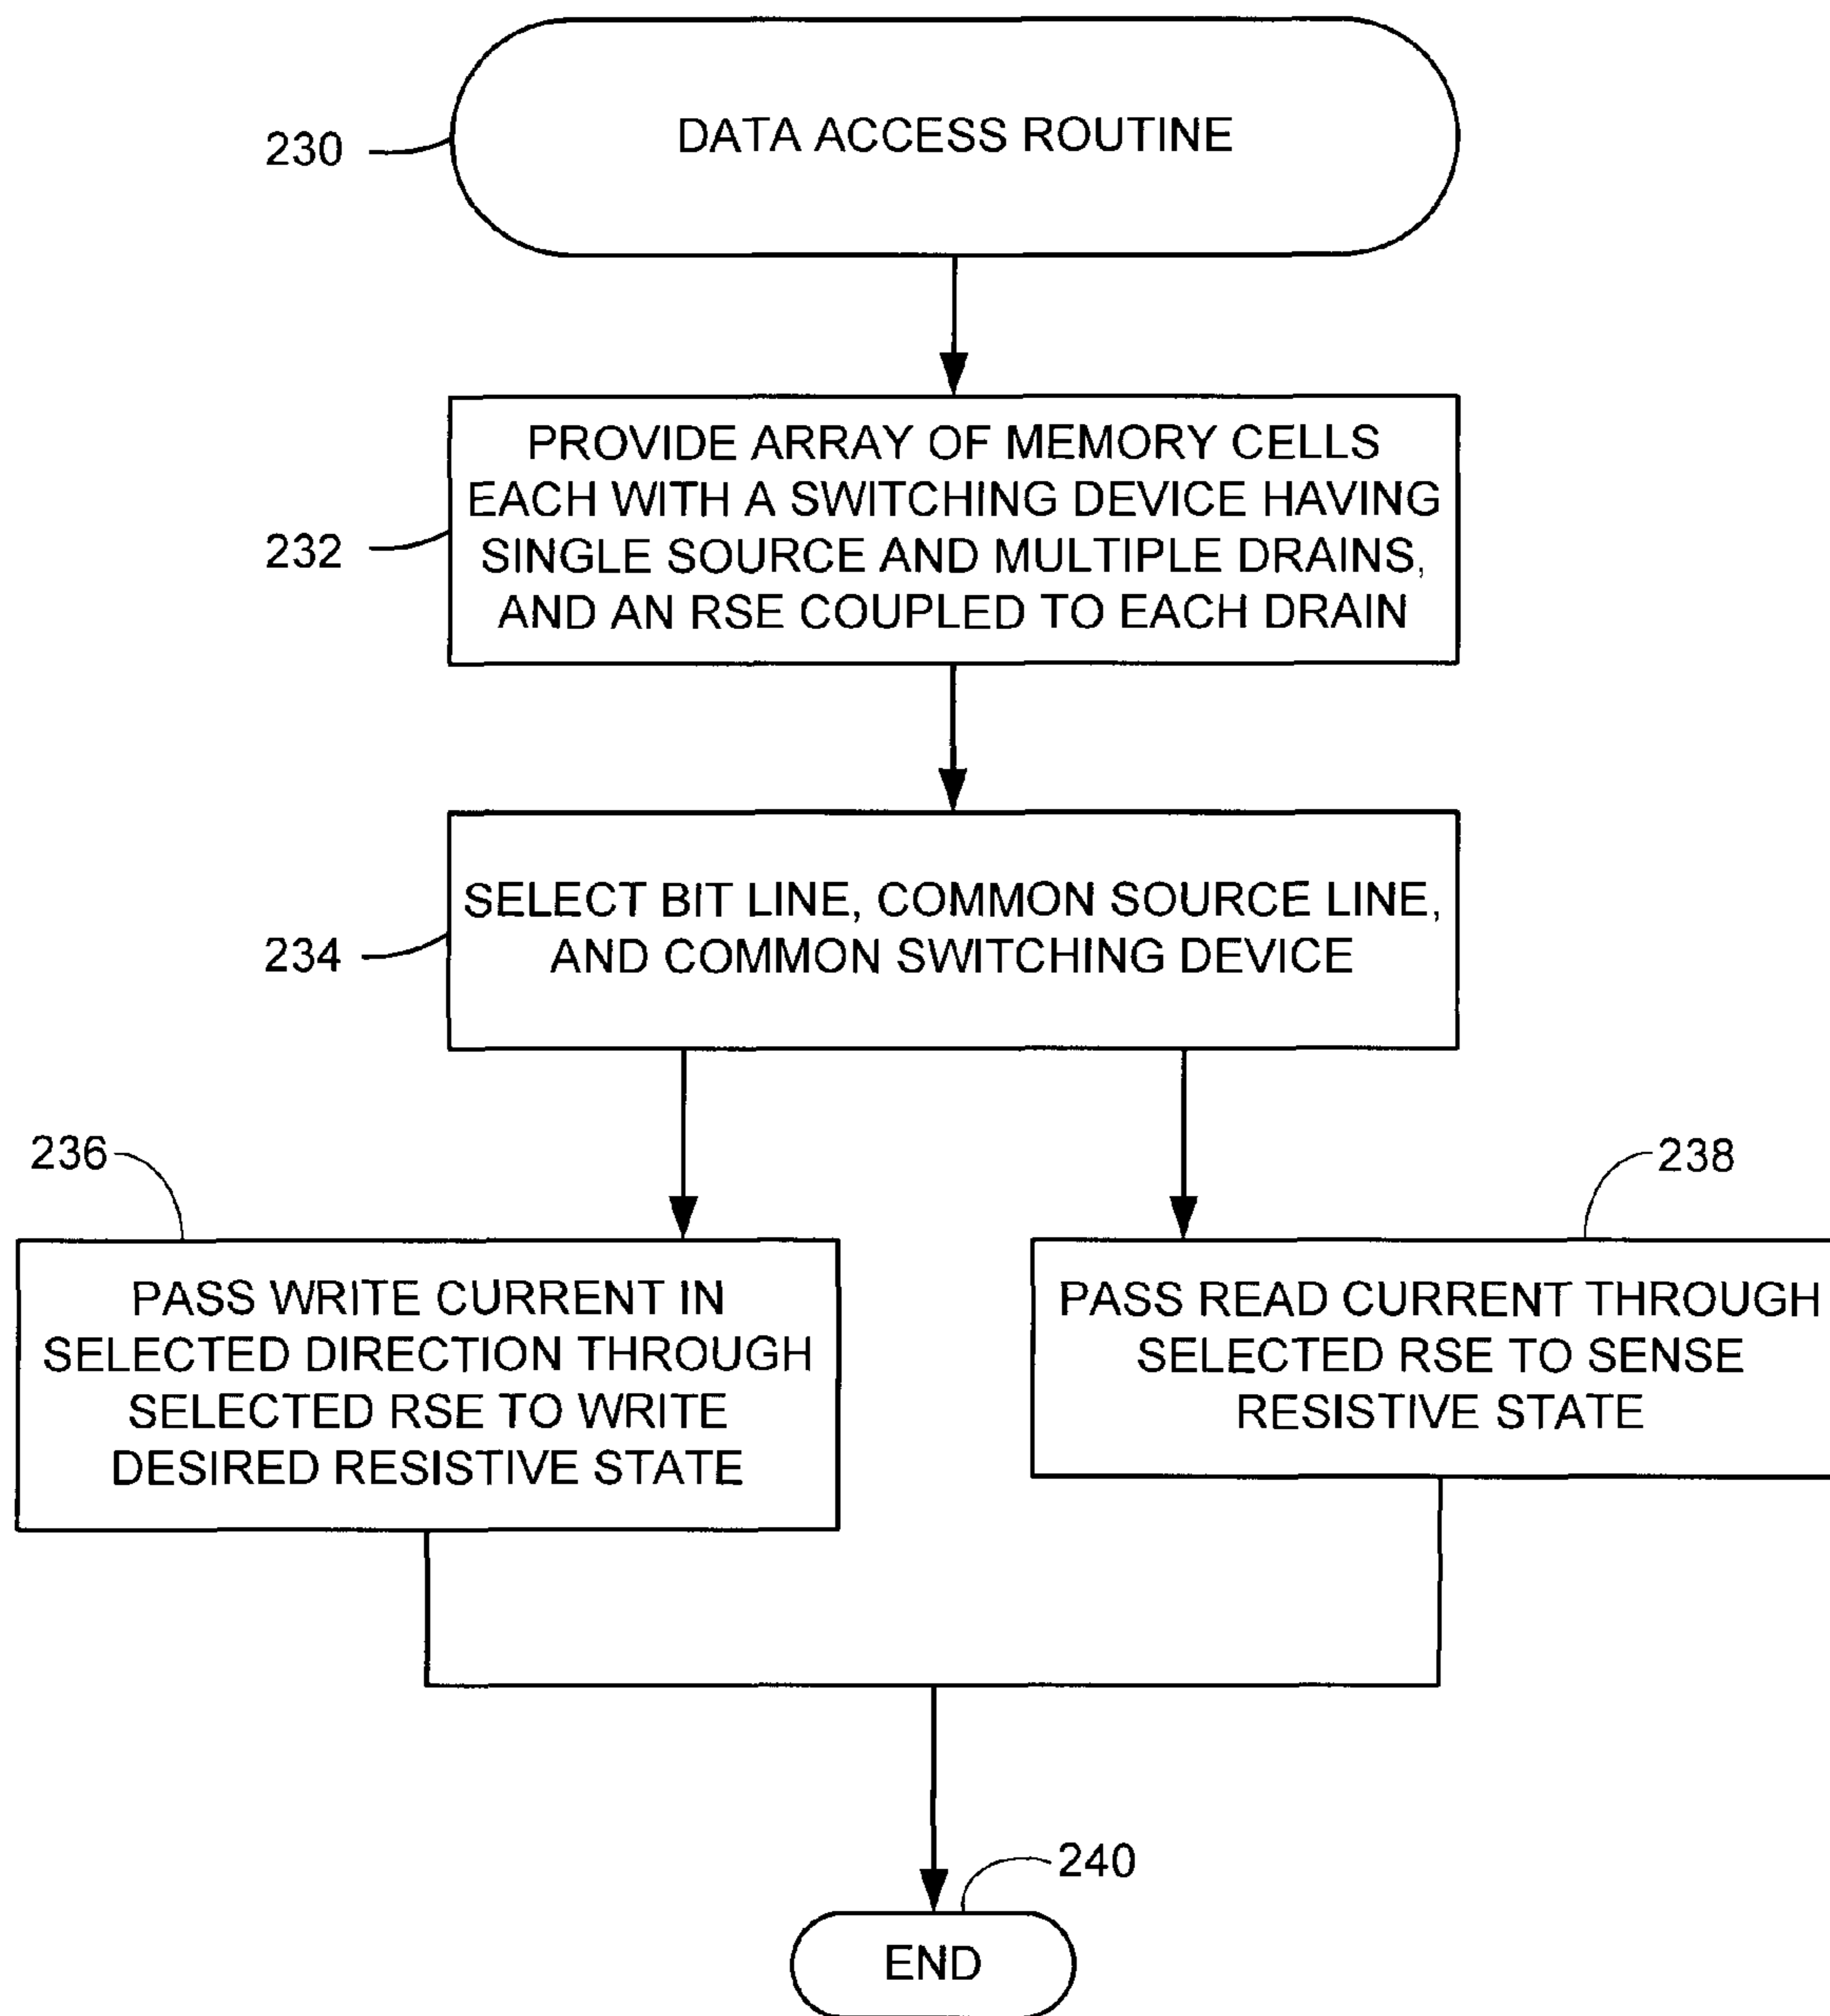 230
DATA ACCESS ROUTINE
232
PROVIDE ARRAY OF MEMORY CELLS
EACH WITH A SWITCHING DEVICE HAVING
SINGLE SOURCE AND MULTIPLE DRAINS,
AND AN RSE COUPLED TO EACH DRAIN
234
SELECT BIT LINE, COMMON SOURCE LINE,
AND COMMON SWITCHING DEVICE
236
PASS WRITE CURRENT IN
SELECTED DIRECTION THROUGH
SELECTED RSE TO WRITE
DESIRED RESISTIVE STATE
238
PASS READ CURRENT THROUGH
SELECTED RSE TO SENSE
RESISTIVE STATE
240
END